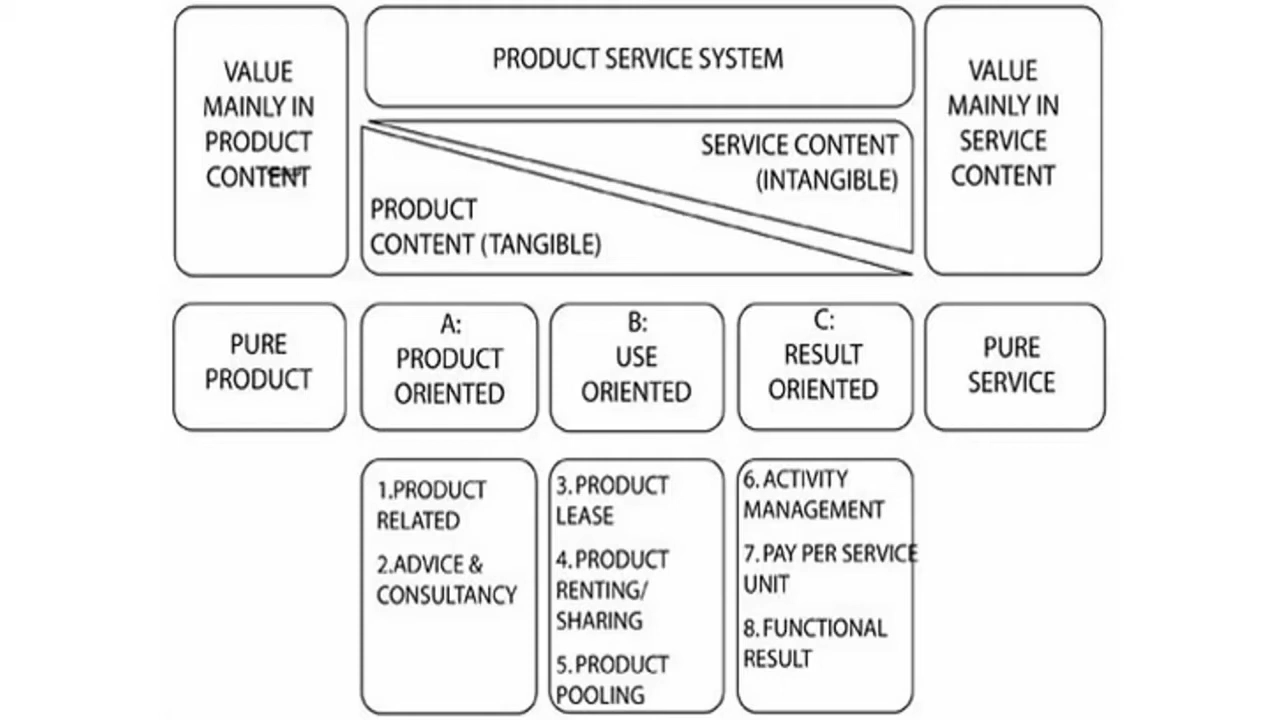 VALUE
MAINLY IN
PRODUCT
CONTENT
PRODUCT SERVICE SYSTEM
SERVICE CONTENT
(INTANGIBLE)
PRODUCT
CONTENT (TANGIBLE)
VALUE
MAINLY IN
SERVICE
CONTENT
PURE
PRODUCT
A:
PRODUCT
ORIENTED
B:
USE
ORIENTED
C:
RESULT
ORIENTED
PURE
SERVICE
1.PRODUCT
RELATED
2.ADVICE &
CONSULTANCY
3.PRODUCT
LEASE
4.PRODUCT
RENTING/
SHARING
5.PRODUCT
POOLING
6.ACTIVITY
MANAGEMENT
7.PAY PER SERVICE
UNIT
8.FUNCTIONAL
RESULT